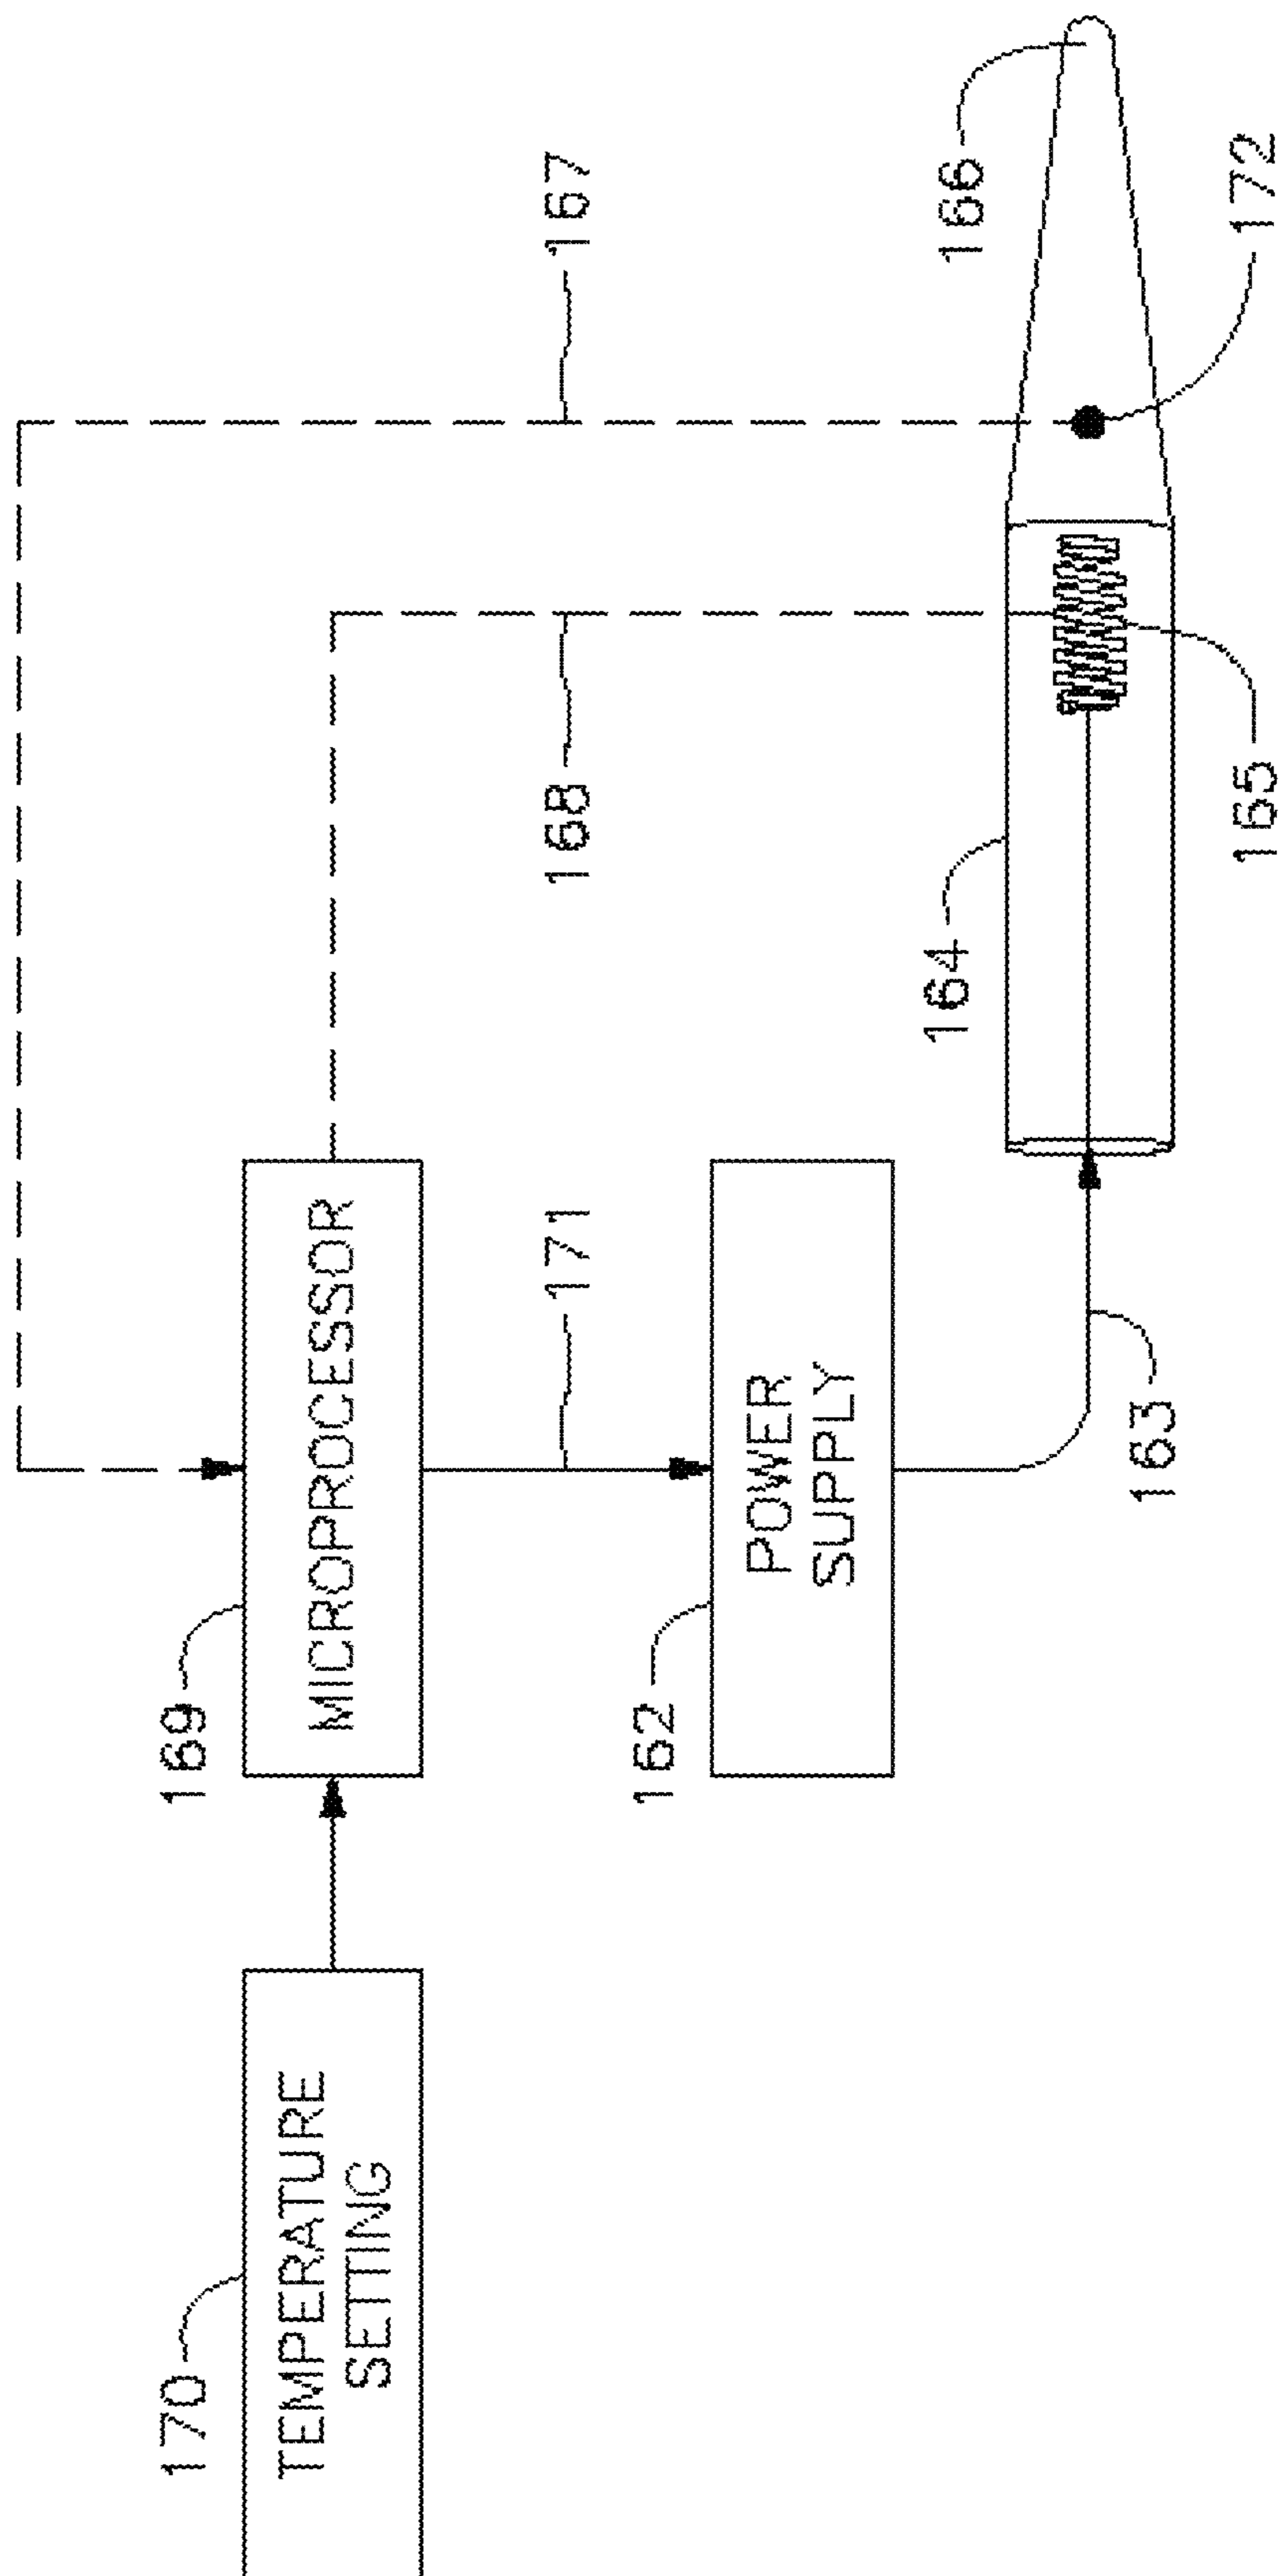 170
TEMPERATURE
SETTING
169
MICROPROCESSOR
167
168
171
162
POWER
SUPPLY
163
164
165
166
172